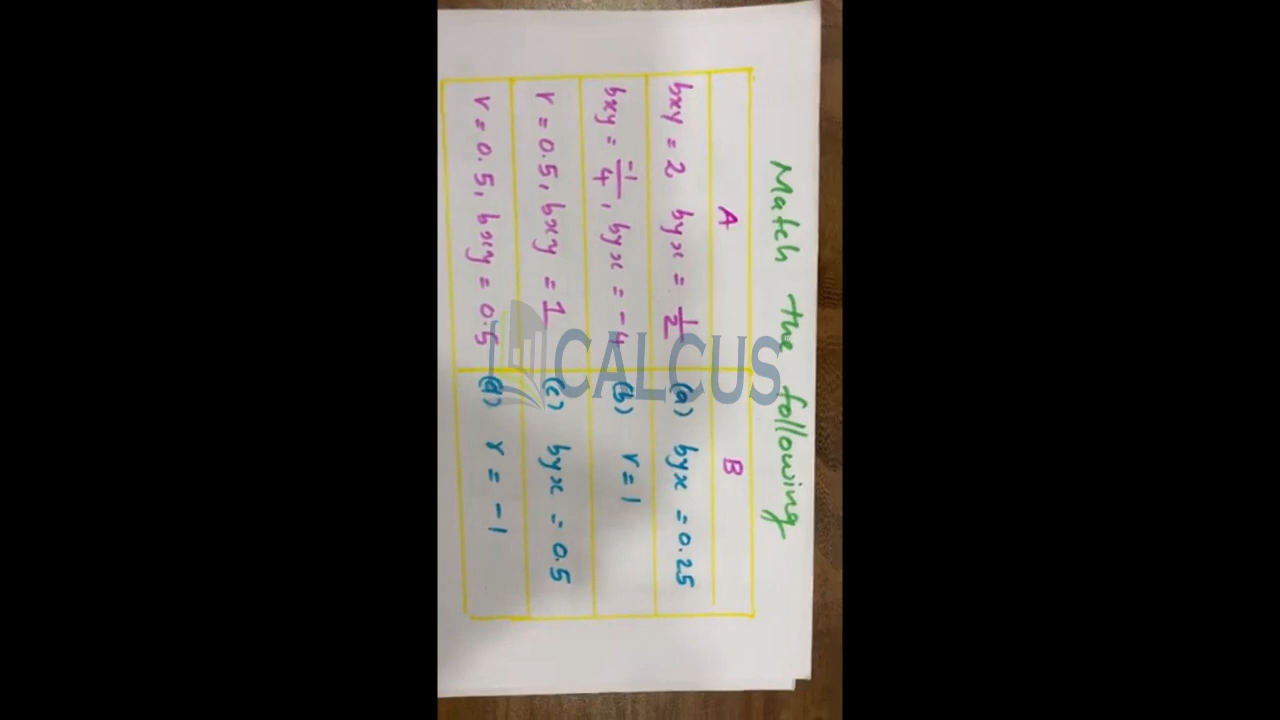 Match the following
A B
bxy = 2 byx = 1/2 (a) byx = 0.25
bxy = -1/4, byx = -4 (b) r = 1
r = 0.5, bxy = 1 (c) byx = 0.5
r = 0.5, bxy = 0.5 (d) r = -1
CALCUS